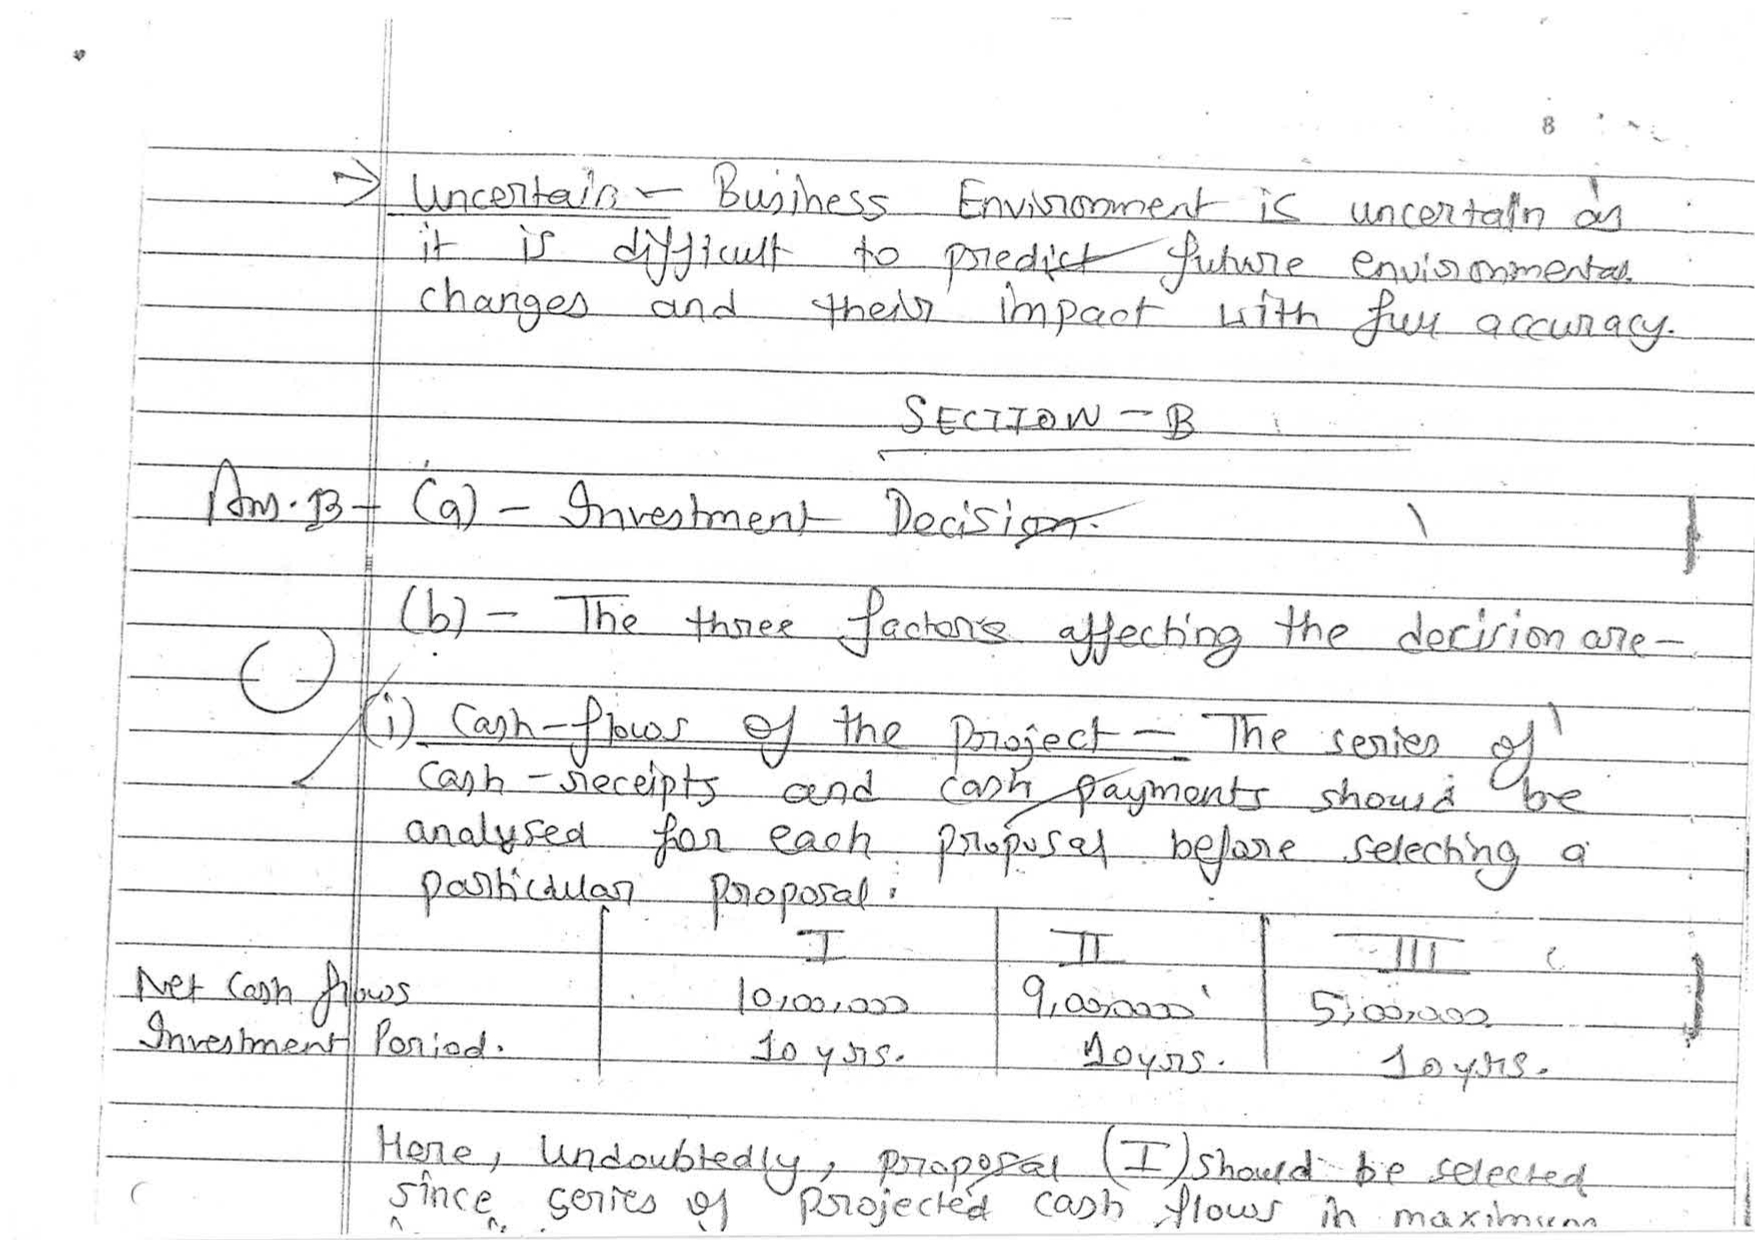 8
→ Uncertain - Business Environment is uncertain as
it is difficult to predict future environmental
changes and their impact with full accuracy.
SECTION - B
Ans. 13 - (a) - Investment Decision.
(b) - The three factors affecting the decision are -
(i) Cash-flows of the project - The series of
cash-receipts and cash payments should be
analysed for each proposal before selecting a
particular proposal.
I II III
Net Cash flows 10,00,000 9,00,000 5,00,000
Investment Period. 10 yrs. 10 yrs. 10 yrs.
Here, Undoubtedly, proposal (I) should be selected
since series of projected cash flows in maximum